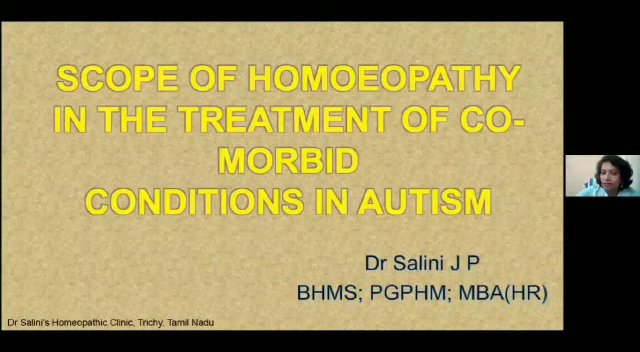 SCOPE OF HOMOEOPATHY
IN THE TREATMENT OF CO-
MORBID
CONDITIONS IN AUTISM
Dr Salini J P
BHMS; PGPHM; MBA(HR)
Dr Salini's Homeopathic Clinic, Trichy, Tamil Nadu